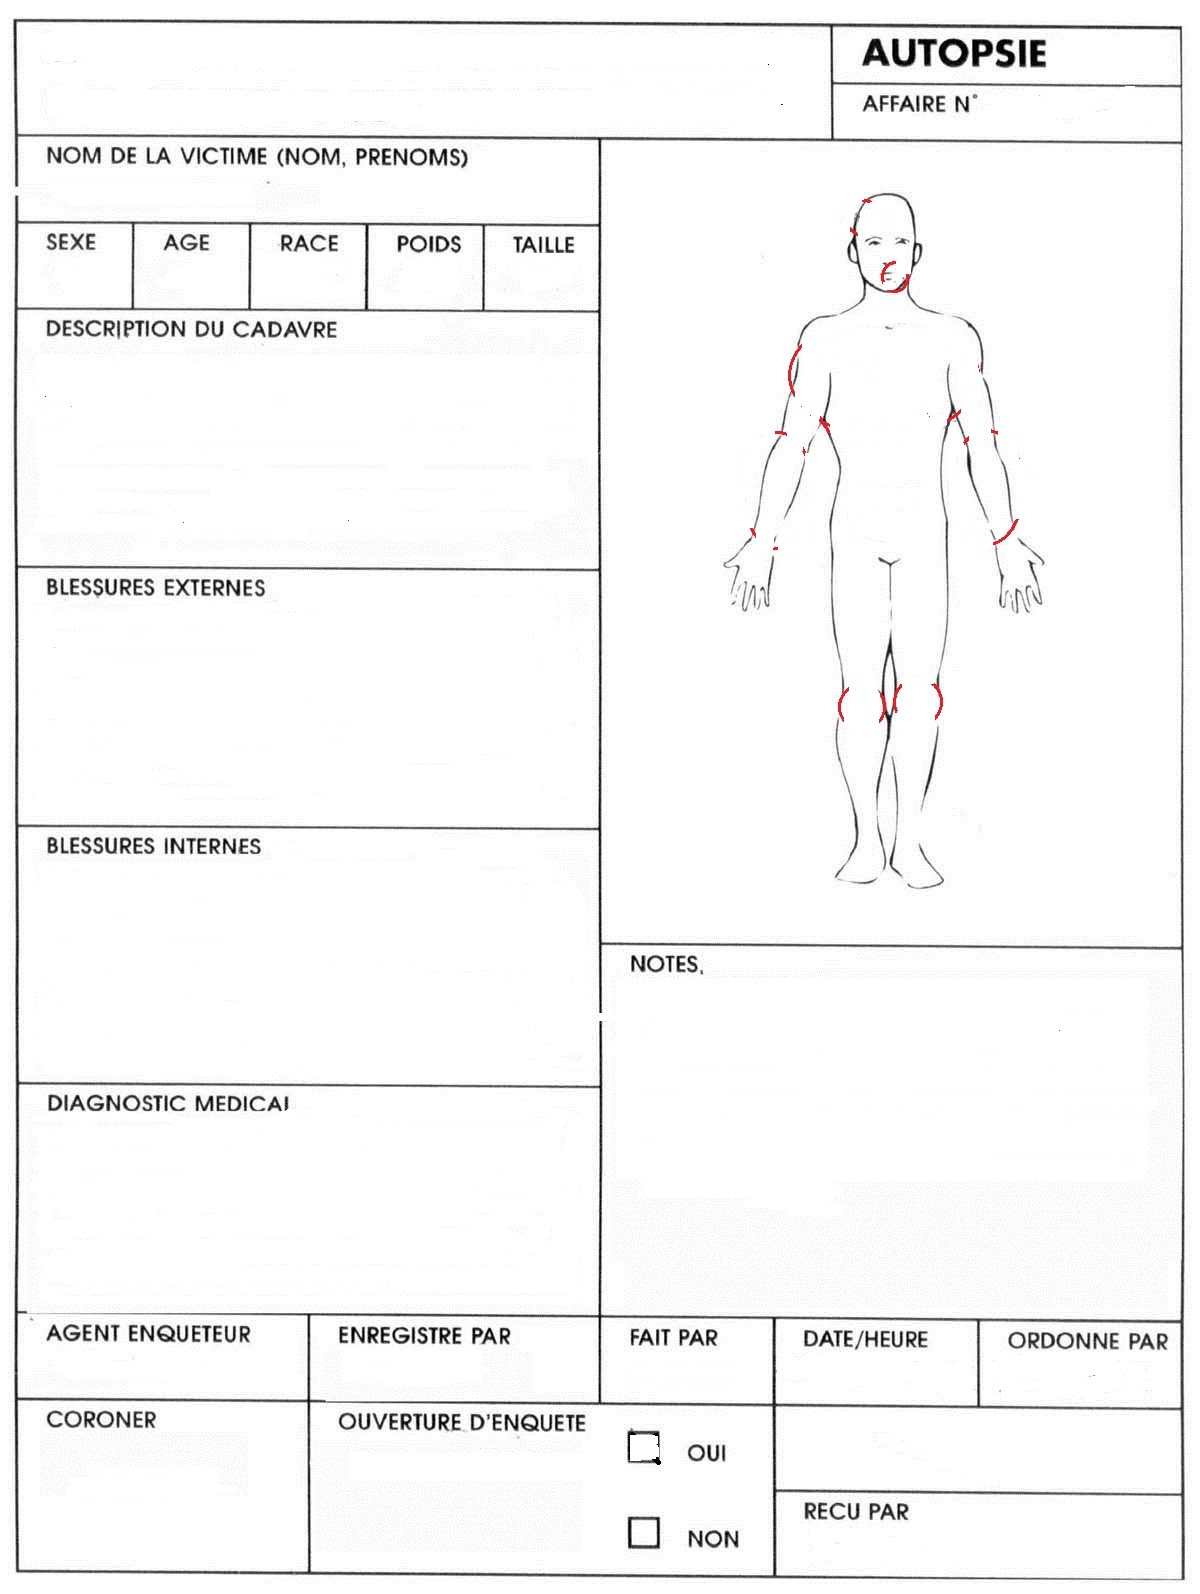 AUTOPSIE
AFFAIRE N°
NOM DE LA VICTIME (NOM, PRENOMS)
SEXE
AGE
RACE
POIDS
TAILLE
DESCRIPTION DU CADAVRE
BLESSURES EXTERNES
BLESSURES INTERNES
NOTES.
DIAGNOSTIC MEDICAI
AGENT ENQUETEUR
ENREGISTRE PAR
FAIT PAR
DATE/HEURE
ORDONNE PAR
CORONER
OUVERTURE D'ENQUETE
OUI
NON
RECU PAR